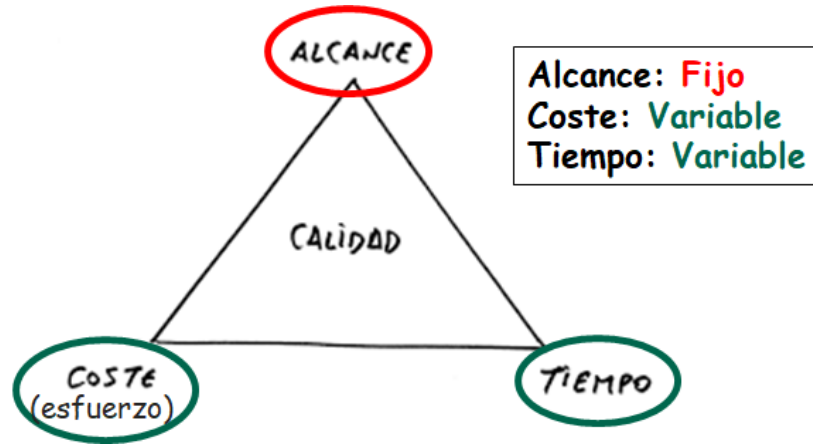 ALCANCE
Alcance: Fijo
Coste: Variable
Tiempo: Variable
CALIDAD
COSTE
(esfuerzo)
TIEMPO